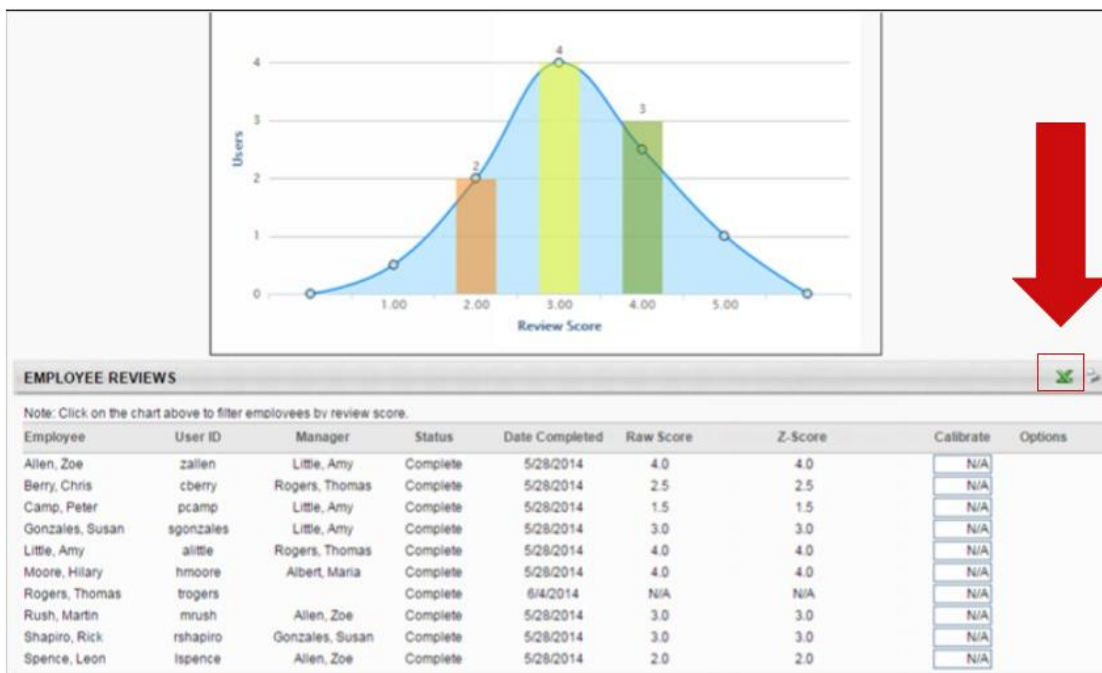 4
4
3
3
2
2
1
0
Users
1.00 2.00 3.00 4.00 5.00
Review Score
EMPLOYEE REVIEWS
Note: Click on the chart above to filter employees by review score.
Employee User ID Manager Status Date Completed Raw Score Z-Score Calibrate Options
Allen, Zoe zallen Little, Amy Complete 5/28/2014 4.0 4.0 N/A
Berry, Chris cberry Rogers, Thomas Complete 5/28/2014 2.5 2.5 N/A
Camp, Peter pcamp Little, Amy Complete 5/28/2014 1.5 1.5 N/A
Gonzales, Susan sgonzales Little, Amy Complete 5/28/2014 3.0 3.0 N/A
Little, Amy alittle Rogers, Thomas Complete 5/28/2014 4.0 4.0 N/A
Moore, Hilary hmoore Albert, Maria Complete 5/28/2014 4.0 4.0 N/A
Rogers, Thomas trogers Complete 6/4/2014 N/A N/A N/A
Rush, Martin mrush Allen, Zoe Complete 5/28/2014 3.0 3.0 N/A
Shapiro, Rick rshapiro Gonzales, Susan Complete 5/28/2014 3.0 3.0 N/A
Spence, Leon lspence Allen, Zoe Complete 5/28/2014 2.0 2.0 N/A